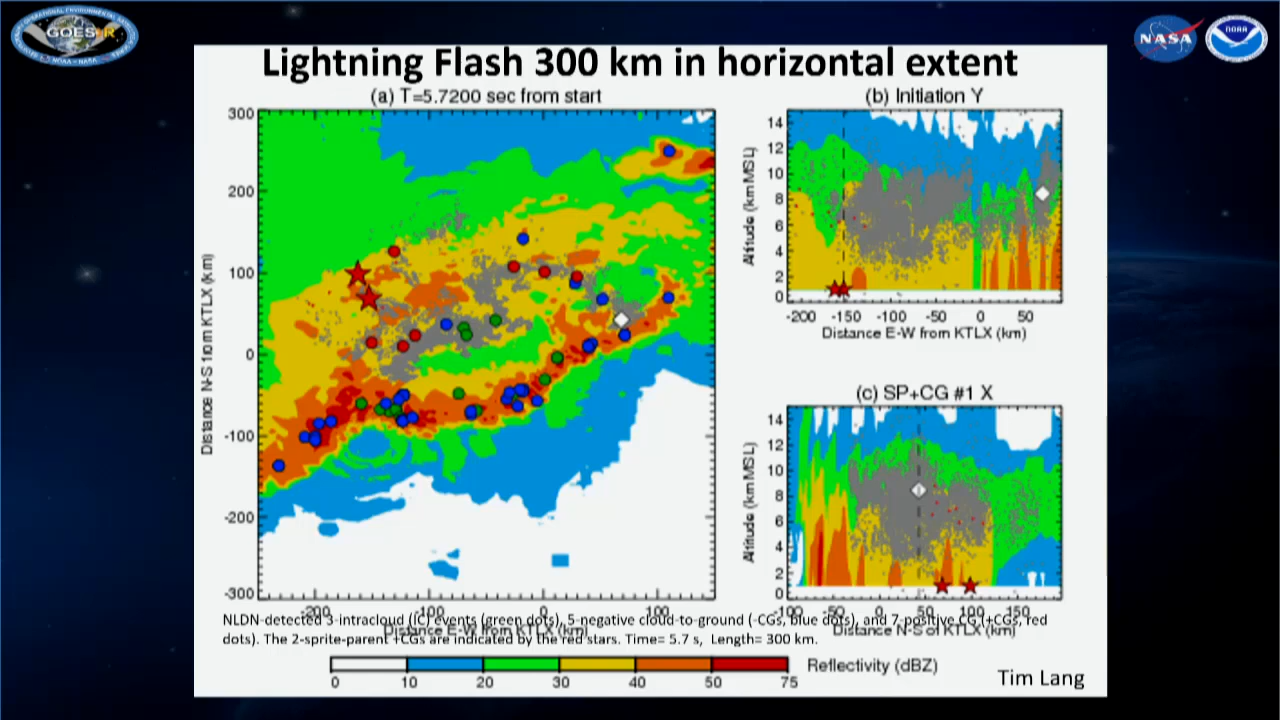 GOES-R
NOAA • NASA
NASA
NOAA
Lightning Flash 300 km in horizontal extent
(a) T=5.7200 sec from start
300
200
100
0
-100
-200
-300
Distance N-S from KTLX (km)
-200 -100 0 100
Distance E-W from KTLX (km)
(b) Initiation Y
14
12
10
8
6
4
2
0
Altitude (km MSL)
-200 -150 -100 -50 0 50
Distance E-W from KTLX (km)
(c) SP+CG #1 X
14
12
10
8
6
4
2
0
Altitude (km MSL)
-100 -50 0 50 100 150
Distance N-S of KTLX (km)
NLDN-detected 3-intracloud (IC) events (green dots), 5-negative cloud-to-ground (-CGs, blue dots), and 7-positive CG (+CGs, red
dots). The 2-sprite-parent +CGs are indicated by the red stars. Time= 5.7 s, Length= 300 km.
0 10 20 30 40 50 75
Reflectivity (dBZ)
Tim Lang